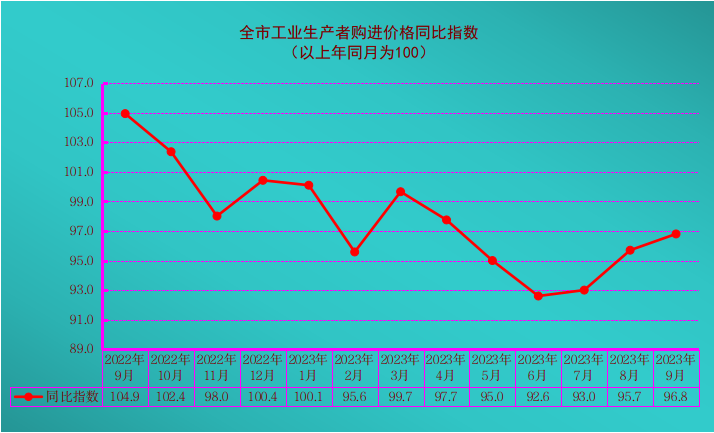 全市工业生产者购进价格同比指数
（以上年同月为100）
107.0
105.0
103.0
101.0
99.0
97.0
95.0
93.0
91.0
89.0
2022年 2022年 2022年 2022年 2023年 2023年 2023年 2023年 2023年 2023年 2023年 2023年 2023年
9月 10月 11月 12月 1月 2月 3月 4月 5月 6月 7月 8月 9月
同比指数 104.9 102.4 98.0 100.4 100.1 95.6 99.7 97.7 95.0 92.6 93.0 95.7 96.8